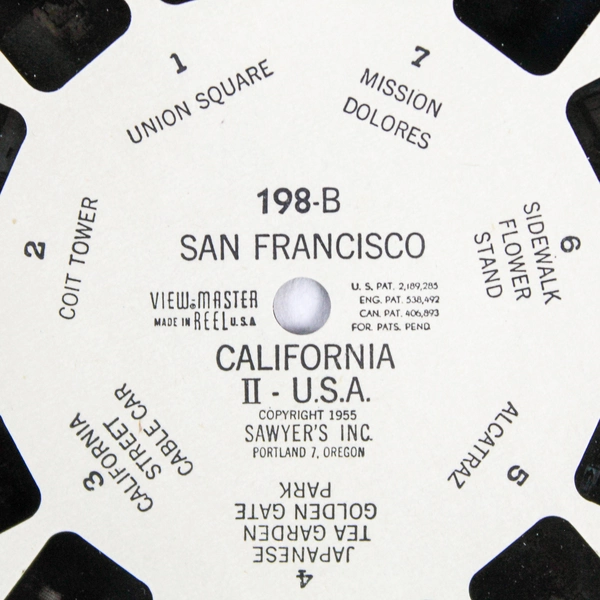 198-B
SAN FRANCISCO
VIEW-MASTER
MADE IN REEL U.S.A
U. S. PAT. 2,189,285
ENG. PAT. 538,492
CAN. PAT. 406,893
FOR. PATS. PEND.
CALIFORNIA
II - U.S.A.
COPYRIGHT 1955
SAWYER'S INC.
PORTLAND 7, OREGON
1
UNION SQUARE
2
COIT TOWER
3
CALIFORNIA
STREET
CABLE CAR
4
JAPANESE
TEA GARDEN
GOLDEN GATE
PARK
5
ALCATRAZ
6
SIDEWALK
FLOWER
STAND
7
MISSION
DOLORES